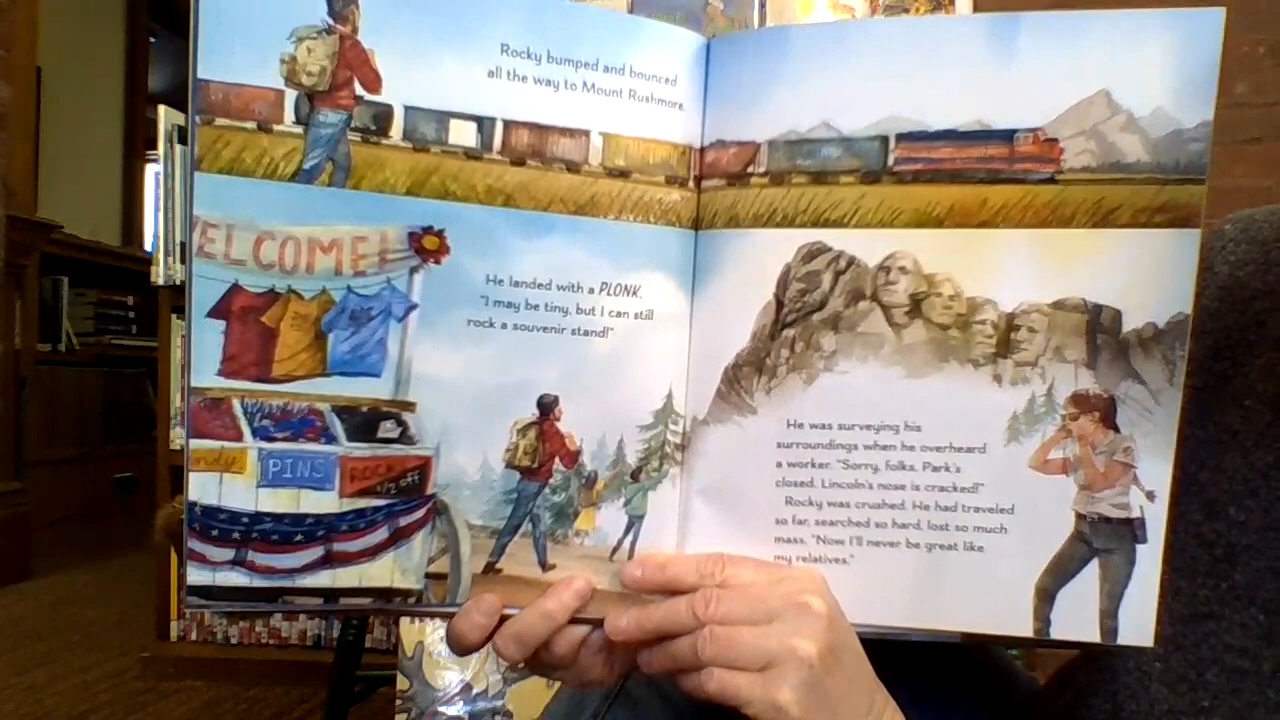 Rocky bumped and bounced
all the way to Mount Rushmore.
ELCOME!
He landed with a PLONK.
"I may be tiny, but I can still
rock a souvenir stand!"
ndy
PINS
ROCK
1/2 off
He was surveying his
surroundings when he overheard
a worker. "Sorry, folks. Park's
closed. Lincoln's nose is cracked!"
Rocky was crushed. He had traveled
so far, searched so hard, lost so much
mass. "Now I'll never be great like
my relatives."